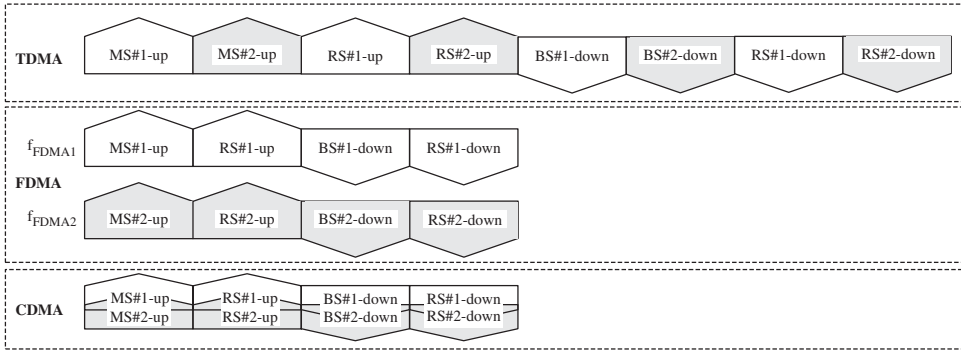 TDMA MS#1-up MS#2-up RS#1-up RS#2-up BS#1-down BS#2-down RS#1-down RS#2-down
f_FDMA1 MS#1-up RS#1-up BS#1-down RS#1-down
FDMA
f_FDMA2 MS#2-up RS#2-up BS#2-down RS#2-down
CDMA
MS#1-up RS#1-up BS#1-down RS#1-down
MS#2-up RS#2-up BS#2-down RS#2-down